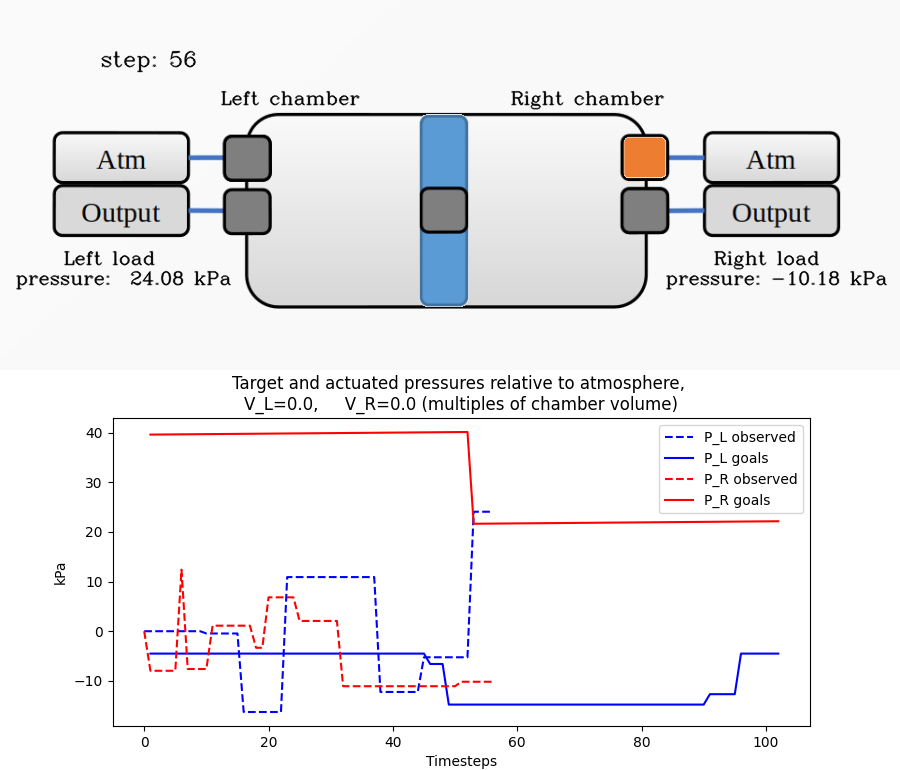 step: 56
Left chamber
Right chamber
Atm
Output
Left load
pressure:  24.08 kPa
Atm
Output
Right load
pressure: −10.18 kPa
Target and actuated pressures relative to atmosphere,
V_L=0.0,     V_R=0.0 (multiples of chamber volume)
P_L observed
P_L goals
P_R observed
P_R goals
kPa
40
30
20
10
0
−10
0 20 40 60 80 100
Timesteps